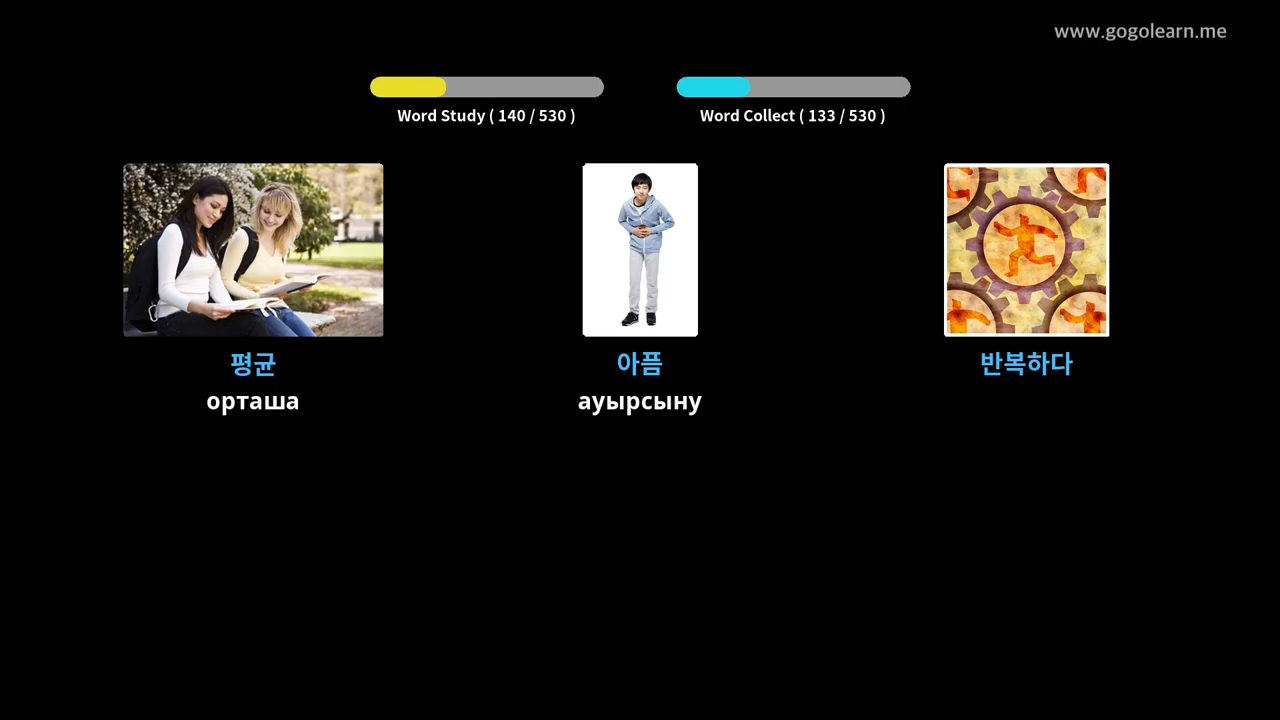 www.gogolearn.me
Word Study ( 140 / 530 )
Word Collect ( 133 / 530 )
평균
아픔
반복하다
орташа
ауырсыну